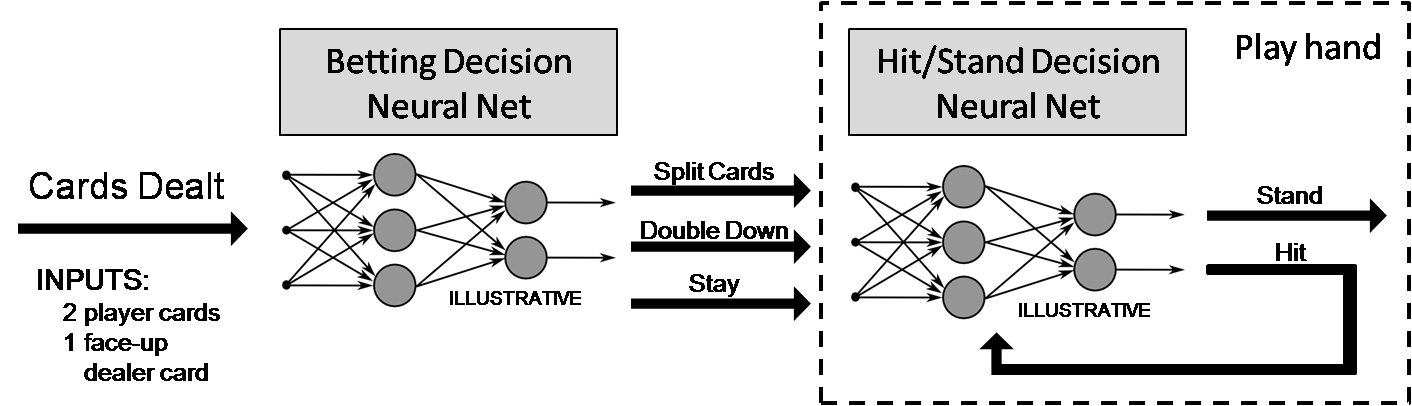 Cards Dealt
INPUTS:
2 player cards
1 face-up
dealer card
Betting Decision
Neural Net
ILLUSTRATIVE
Split Cards
Double Down
Stay
Play hand
Hit/Stand Decision
Neural Net
ILLUSTRATIVE
Stand
Hit